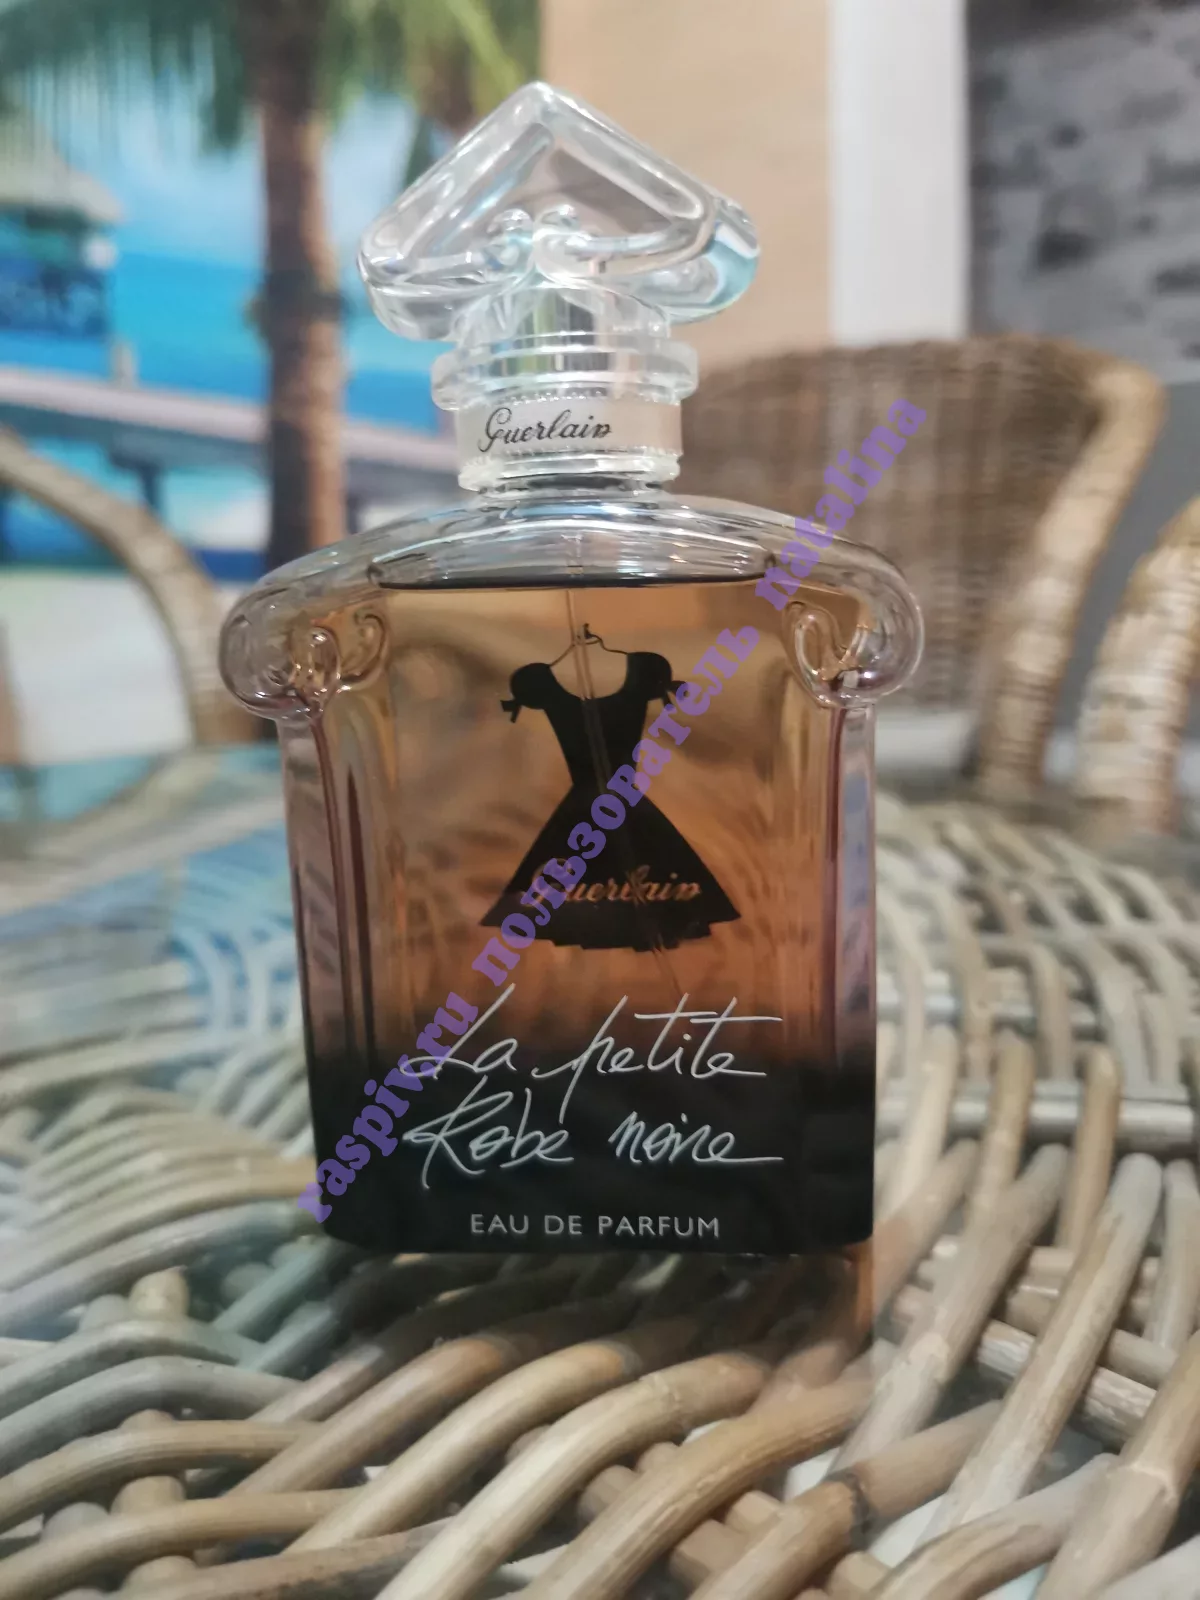 Guerlain
Guerlain
La petite
Robe noire
EAU DE PARFUM
raspiv.ru пользователь natalina